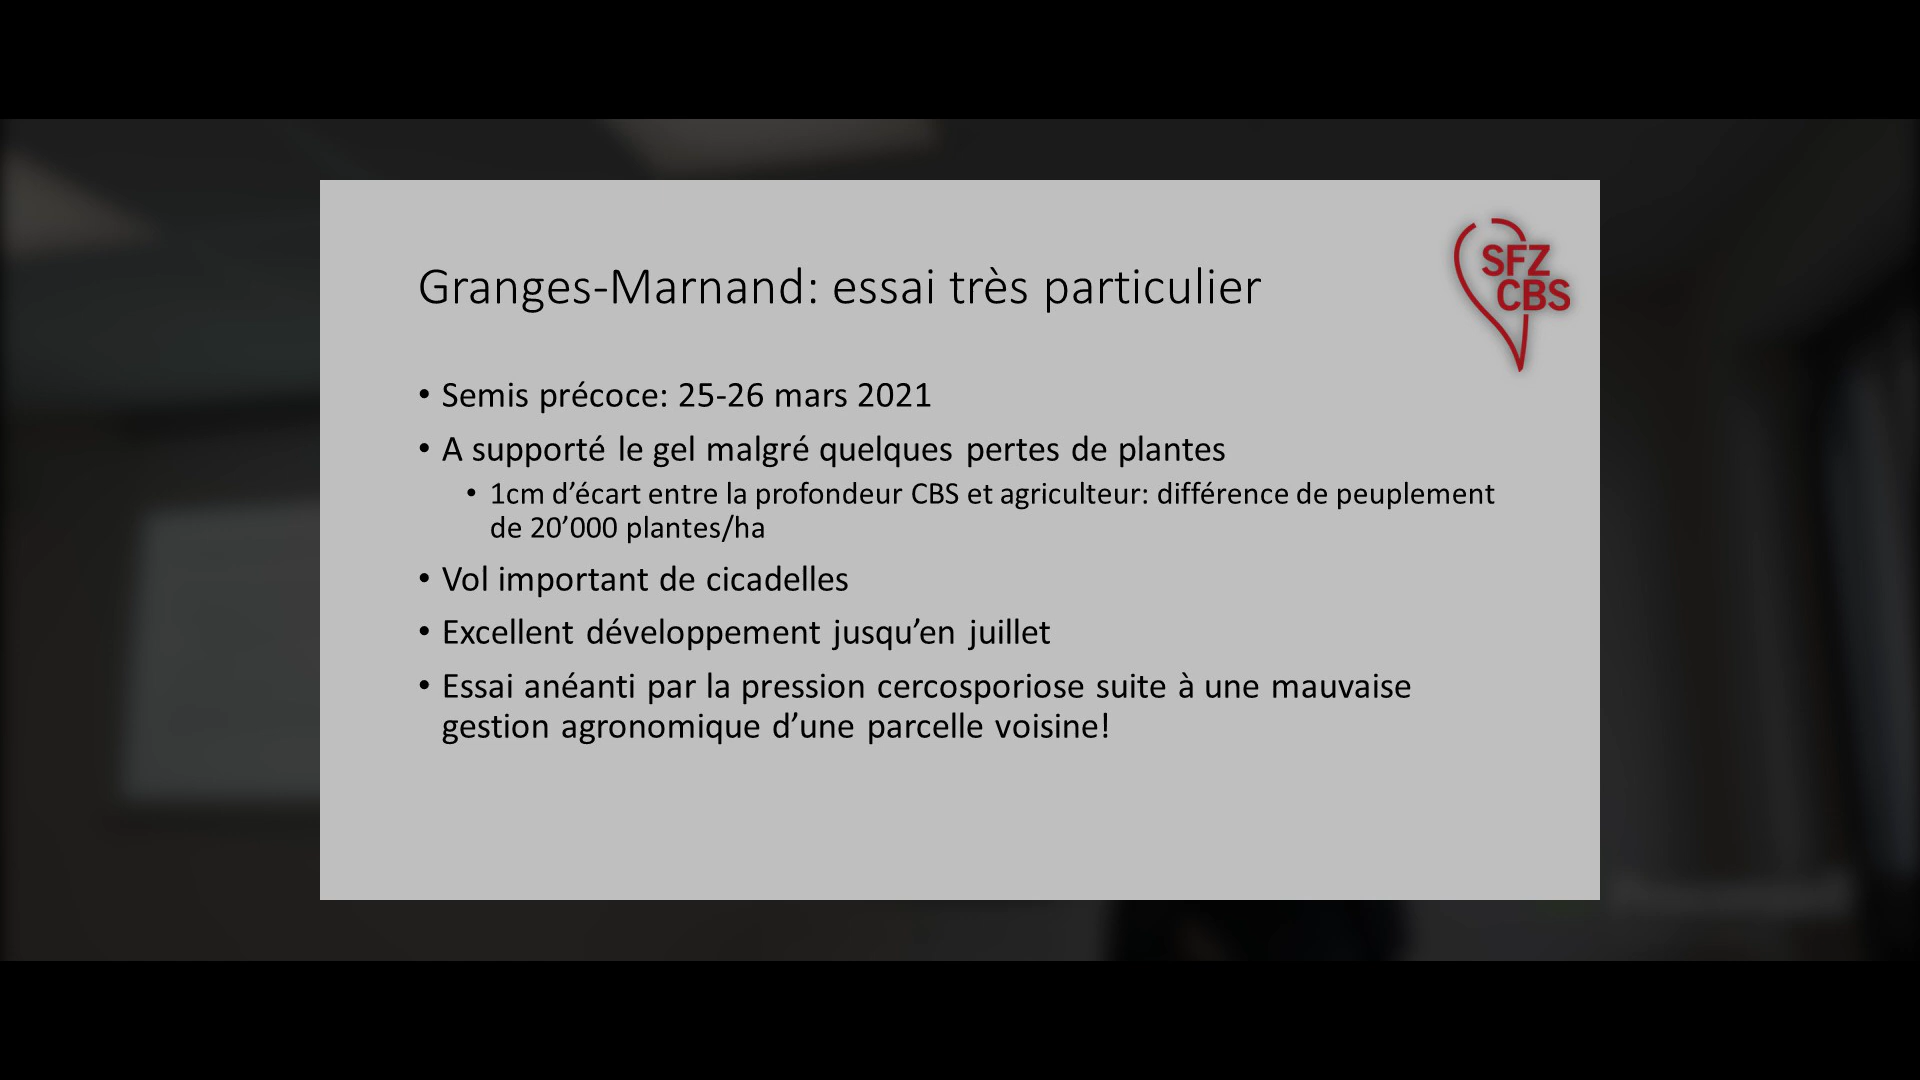 SFZ
CBS
Granges-Marnand: essai très particulier
• Semis précoce: 25-26 mars 2021
• A supporté le gel malgré quelques pertes de plantes
• 1cm d’écart entre la profondeur CBS et agriculteur: différence de peuplement
de 20’000 plantes/ha
• Vol important de cicadelles
• Excellent développement jusqu’en juillet
• Essai anéanti par la pression cercosporiose suite à une mauvaise
gestion agronomique d’une parcelle voisine!